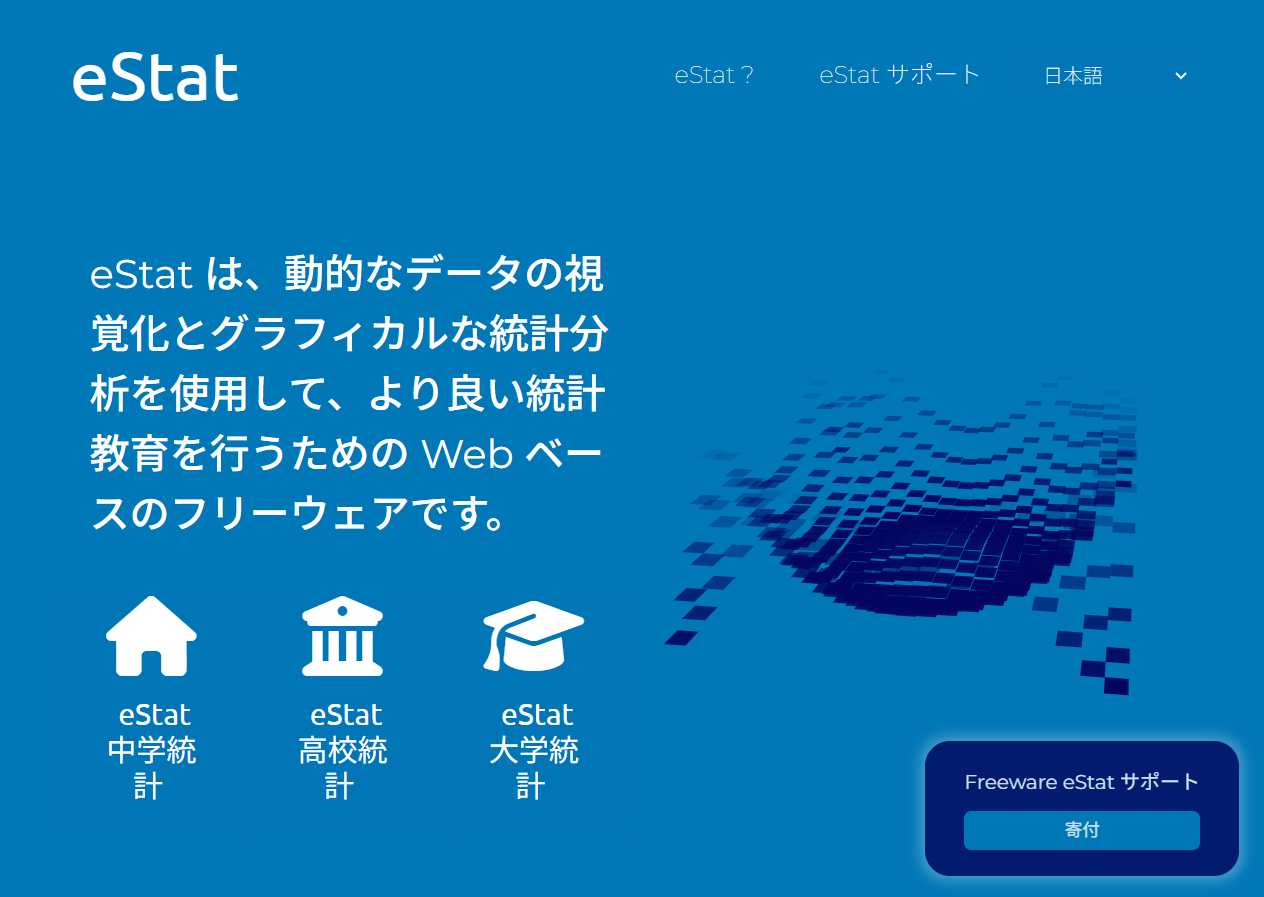 eStat
eStat ?
eStat サポート
日本語
eStat は、動的なデータの視
覚化とグラフィカルな統計分
析を使用して、より良い統計
教育を行うための Web ベー
スのフリーウェアです。
eStat
中学統
計
eStat
高校統
計
eStat
大学統
計
Freeware eStat サポート
寄付